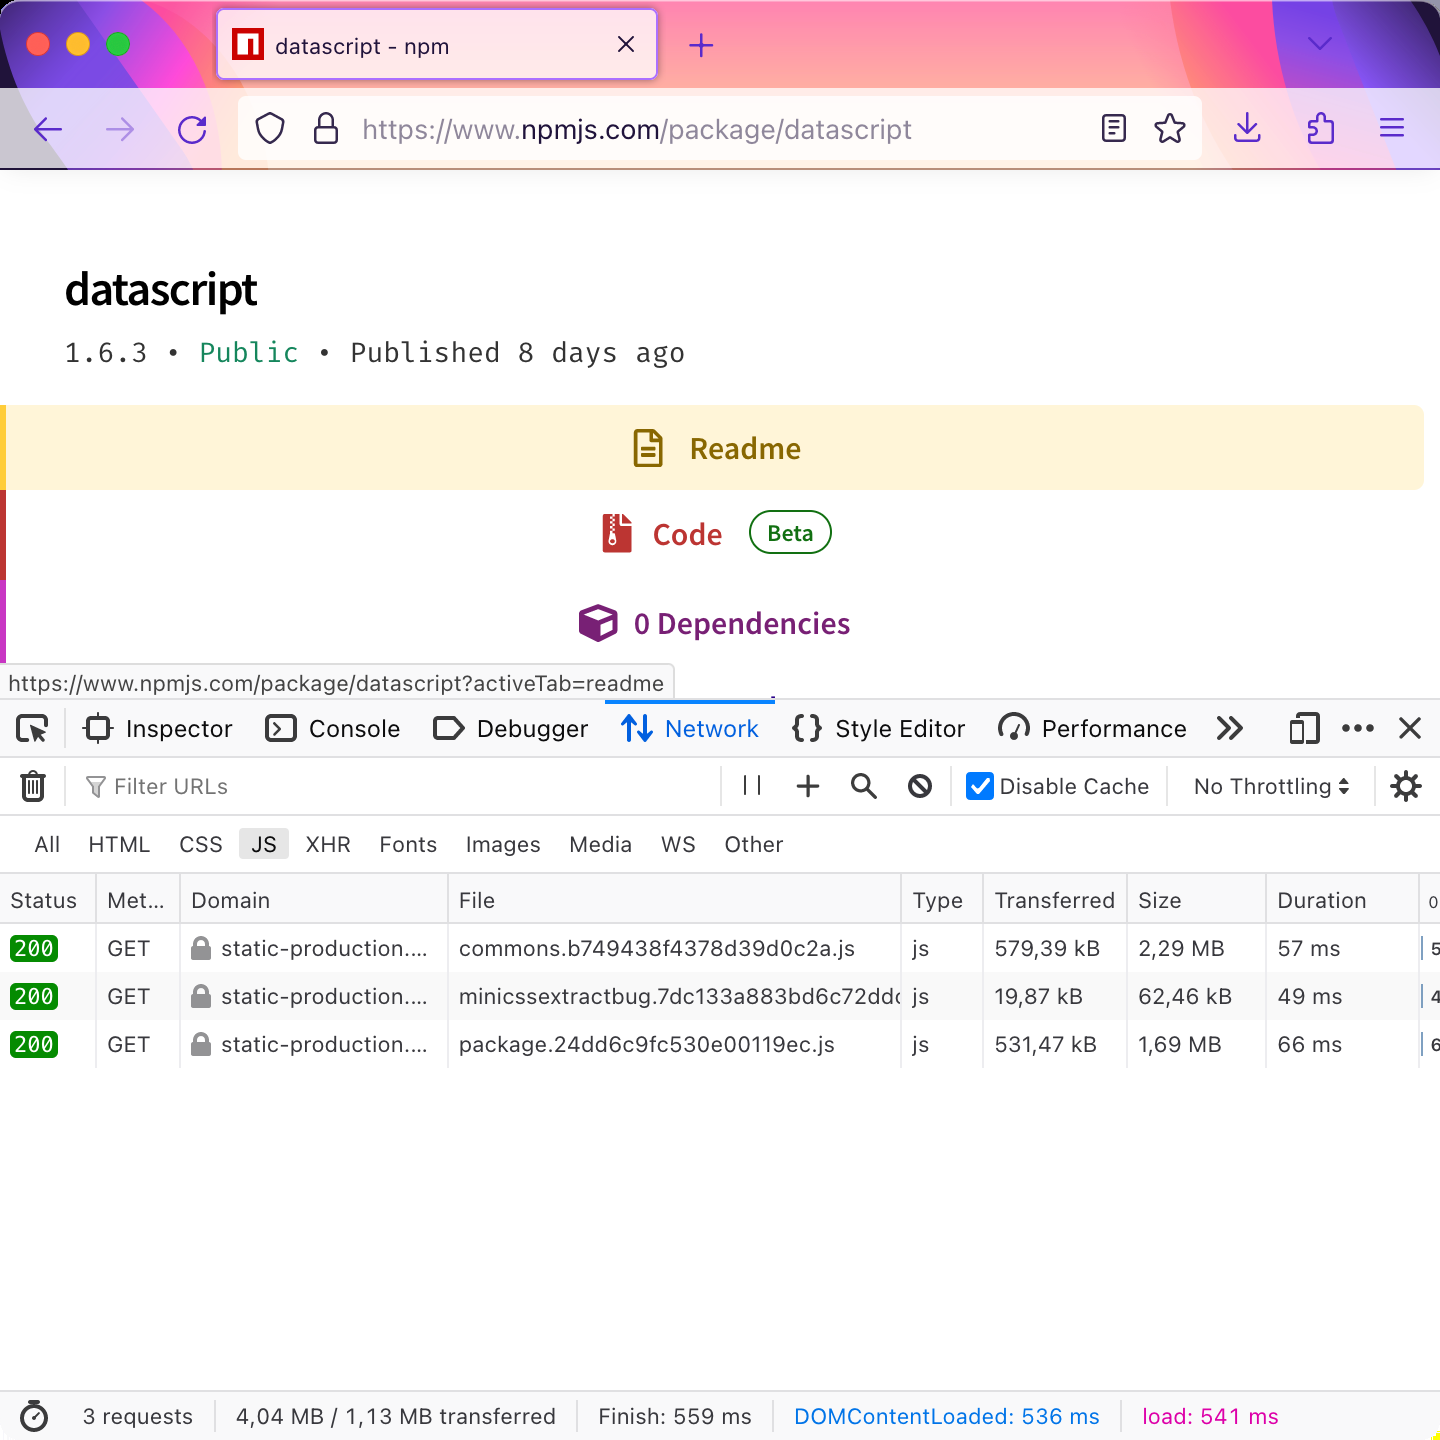 datascript - npm
https://www.npmjs.com/package/datascript
datascript
1.6.3 • Public • Published 8 days ago
Readme
Code Beta
0 Dependencies
https://www.npmjs.com/package/datascript?activeTab=readme
Inspector Console Debugger Network Style Editor Performance
Filter URLs Disable Cache No Throttling
All HTML CSS JS XHR Fonts Images Media WS Other
Status Met... Domain File Type Transferred Size Duration 0
200 GET static-production.... commons.b749438f4378d39d0c2a.js js 579,39 kB 2,29 MB 57 ms 5
200 GET static-production.... minicssextractbug.7dc133a883bd6c72dd js 19,87 kB 62,46 kB 49 ms 4
200 GET static-production.... package.24dd6c9fc530e00119ec.js js 531,47 kB 1,69 MB 66 ms 6
3 requests 4,04 MB / 1,13 MB transferred Finish: 559 ms DOMContentLoaded: 536 ms load: 541 ms